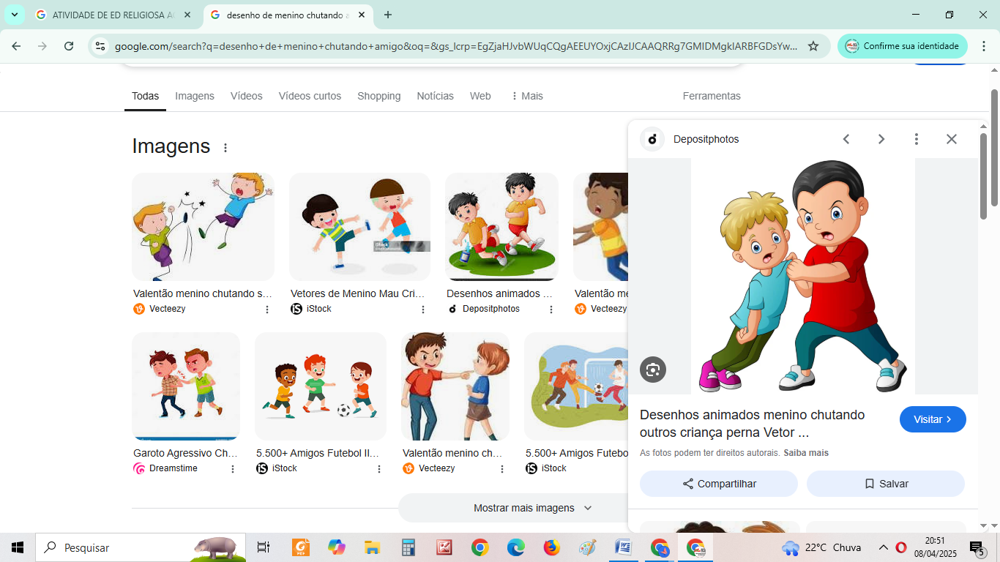 ATIVIDADE DE ED RELIGIOSA A
desenho de menino chutando a
google.com/search?q=desenho+de+menino+chutando+amigo&oq=&gs_lcrp=EgZjaHJvbWUqCQgAEEUYOxjCAzIJCAAQRRg7GMIDMgkIARBFGDsYw...
Confirme sua identidade
Todas
Imagens
Vídeos
Vídeos curtos
Shopping
Notícias
Web
Mais
Ferramentas
Imagens
Valentão menino chutando s...
Vecteezy
iStock
Vetores de Menino Mau Cri...
iStock
Desenhos animados ...
Depositphotos
Valentão me
Vecteezy
Garoto Agressivo Ch...
Dreamstime
5.500+ Amigos Futebol Il...
iStock
Valentão menino ch...
Vecteezy
5.500+ Amigos Futebo
iStock
Mostrar mais imagens
Depositphotos
Desenhos animados menino chutando
outros criança perna Vetor ...
Visitar
As fotos podem ter direitos autorais. Saiba mais
Compartilhar
Salvar
Pesquisar
PDF
22°C Chuva
20:51
08/04/2025
5